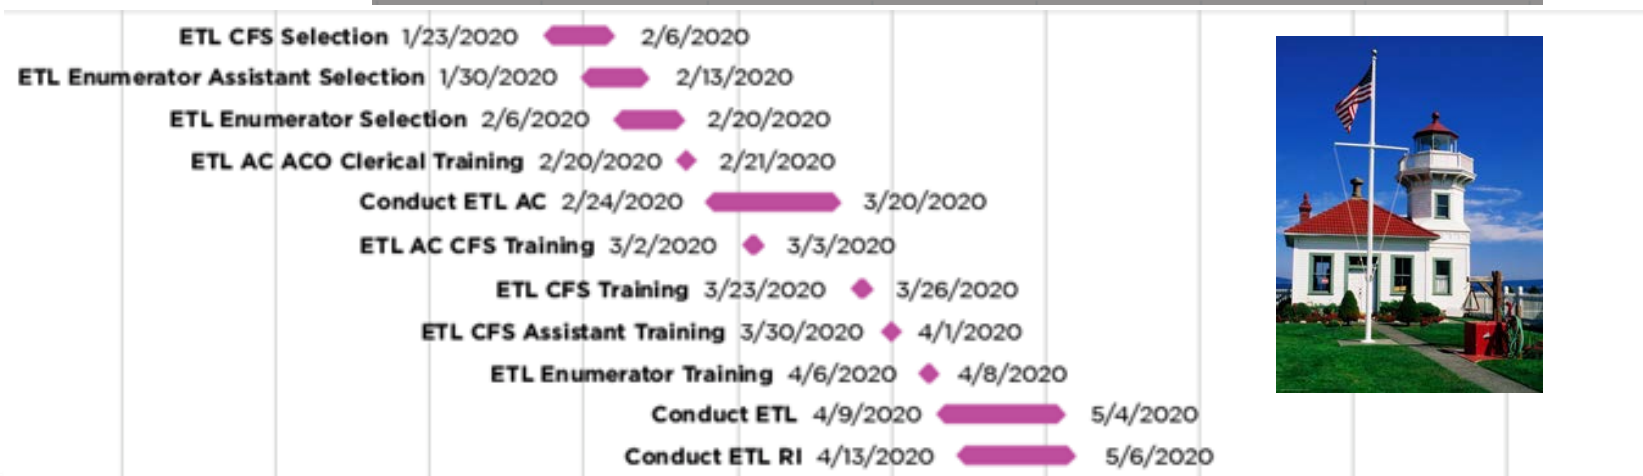 ETL CFS Selection 1/23/2020 2/6/2020
ETL Enumerator Assistant Selection 1/30/2020 2/13/2020
ETL Enumerator Selection 2/6/2020 2/20/2020
ETL AC ACO Clerical Training 2/20/2020 2/21/2020
Conduct ETL AC 2/24/2020 3/20/2020
ETL AC CFS Training 3/2/2020 3/3/2020
ETL CFS Training 3/23/2020 3/26/2020
ETL CFS Assistant Training 3/30/2020 4/1/2020
ETL Enumerator Training 4/6/2020 4/8/2020
Conduct ETL 4/9/2020 5/4/2020
Conduct ETL RI 4/13/2020 5/6/2020